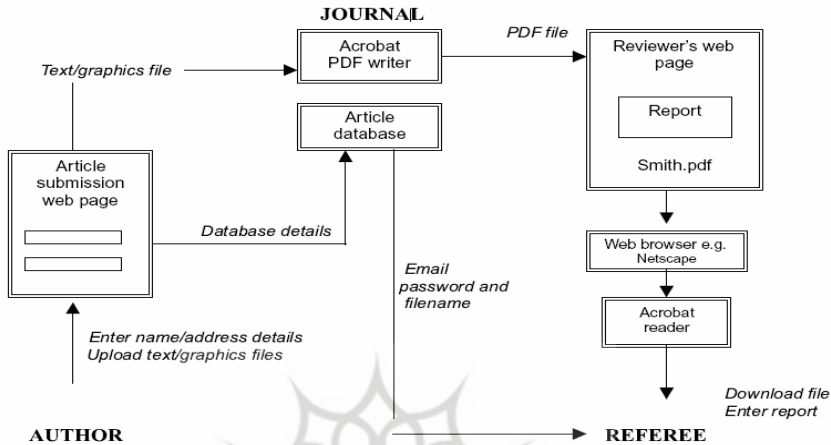 JOURNAL
Acrobat
PDF writer
PDF file
Reviewer's web
page
Report
Smith.pdf
Text/graphics file
Article
database
Article
submission
web page
Database details
Web browser e.g.
Netscape
Email
password and
filename
Acrobat
reader
Enter name/address details
Upload text/graphics files
Download file
Enter report
AUTHOR
REFEREE